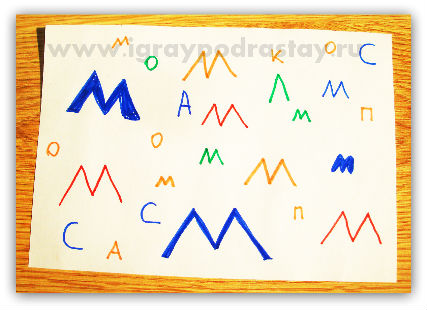 www.igraypodrastay.ru
М О М К О С
М А М Л М М П
О О М М М
М М С М П М
С А